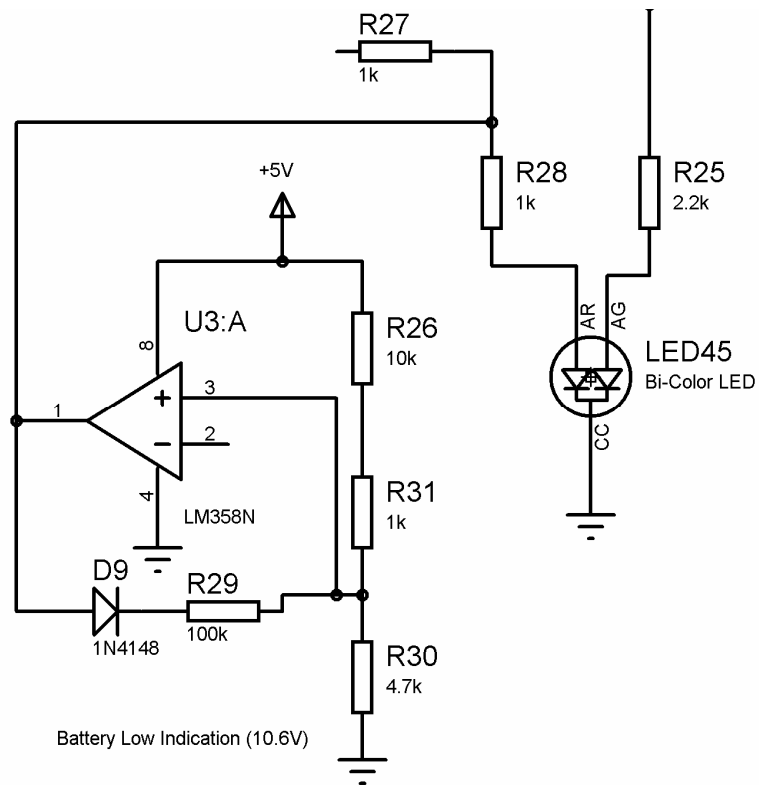 R27
1k
+5V
R28
1k
R25
2.2k
U3:A
8
R26
10k
AR
AG
LED45
Bi-Color LED
3
1
2
CC
4
R31
1k
LM358N
D9
R29
1N4148
100k
R30
4.7k
Battery Low Indication (10.6V)